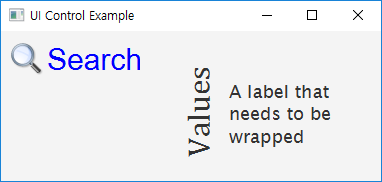 UI Control Example
Search
Values
A label that
needs to be
wrapped